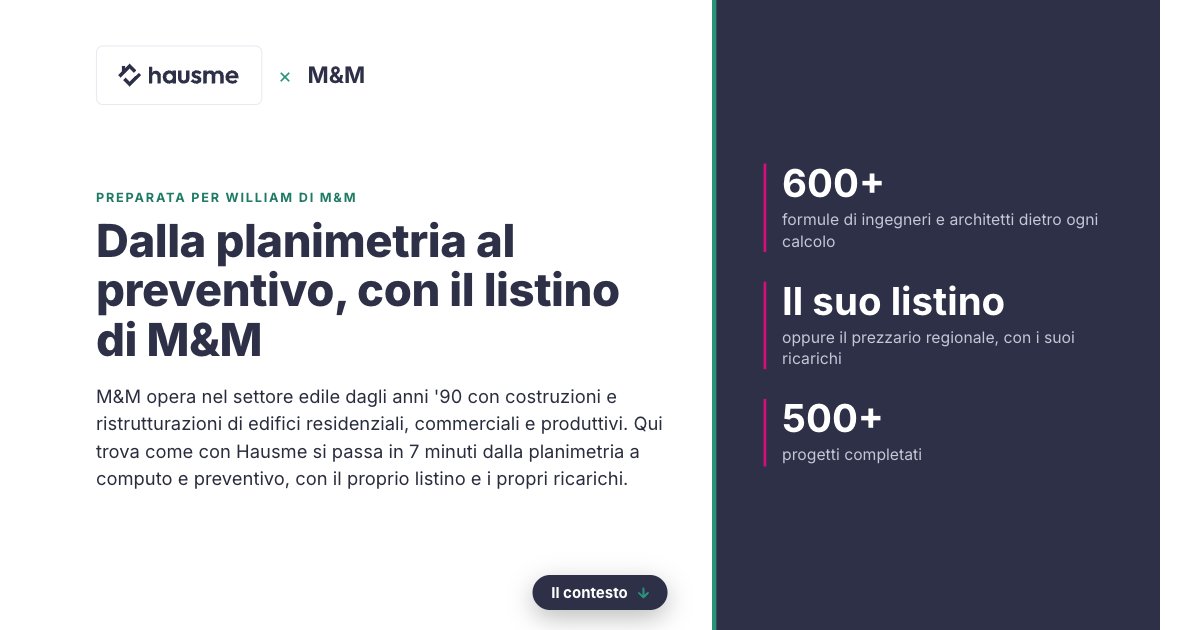 hausme × M&M
PREPARATA PER WILLIAM DI M&M
Dalla planimetria al
preventivo, con il listino
di M&M
M&M opera nel settore edile dagli anni '90 con costruzioni e
ristrutturazioni di edifici residenziali, commerciali e produttivi. Qui
trova come con Hausme si passa in 7 minuti dalla planimetria a
computo e preventivo, con il proprio listino e i propri ricarichi.
Il contesto ↓
600+
formule di ingegneri e architetti dietro ogni
calcolo
Il suo listino
oppure il prezzario regionale, con i suoi
ricarichi
500+
progetti completati